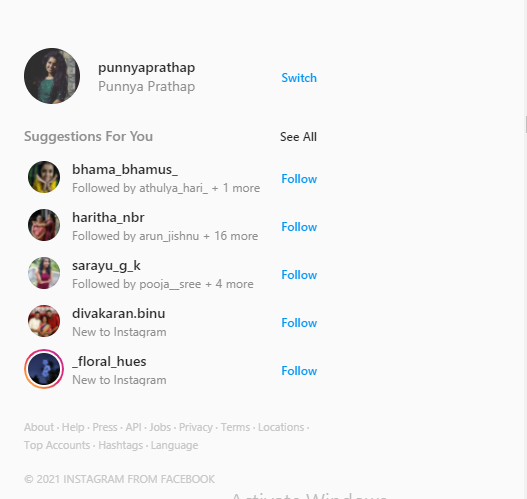 punnyaprathap
Punnya Prathap
Switch
Suggestions For You
See All
bhama_bhamus_
Followed by athulya_hari_ + 1 more
Follow
haritha_nbr
Followed by arun_jishnu + 16 more
Follow
sarayu_g_k
Followed by pooja__sree + 4 more
Follow
divakaran.binu
New to Instagram
Follow
_floral_hues
New to Instagram
Follow
About · Help · Press · API · Jobs · Privacy · Terms · Locations ·
Top Accounts · Hashtags · Language
© 2021 INSTAGRAM FROM FACEBOOK
Activate Windows